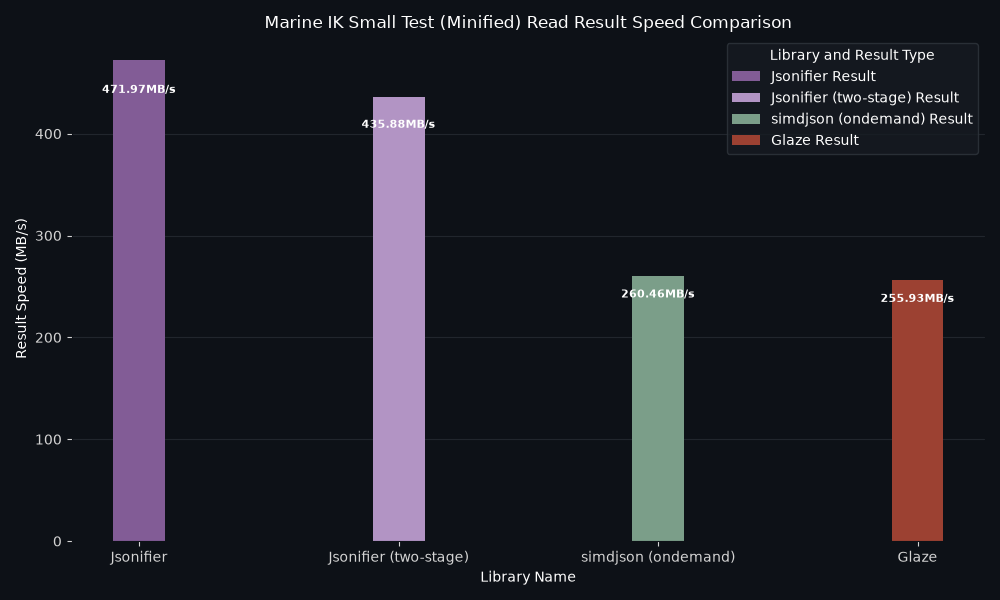 Marine IK Small Test (Minified) Read Result Speed Comparison
Library and Result Type
Jsonifier Result
Jsonifier (two-stage) Result
simdjson (ondemand) Result
Glaze Result
471.97MB/s
435.88MB/s
260.46MB/s
255.93MB/s
Result Speed (MB/s)
400
300
200
100
0
Jsonifier
Jsonifier (two-stage)
simdjson (ondemand)
Glaze
Library Name